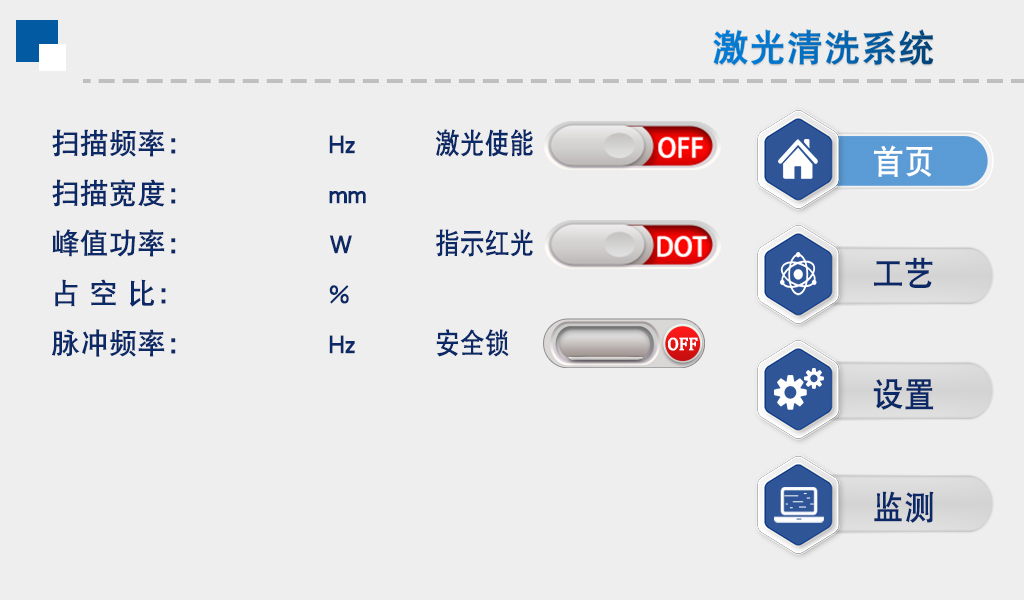 激光清洗系统
扫描频率： Hz 激光使能 OFF
扫描宽度： mm
峰值功率： W 指示红光 DOT
占 空 比： %
脉冲频率： Hz 安全锁 OFF
首页
工艺
设置
监测